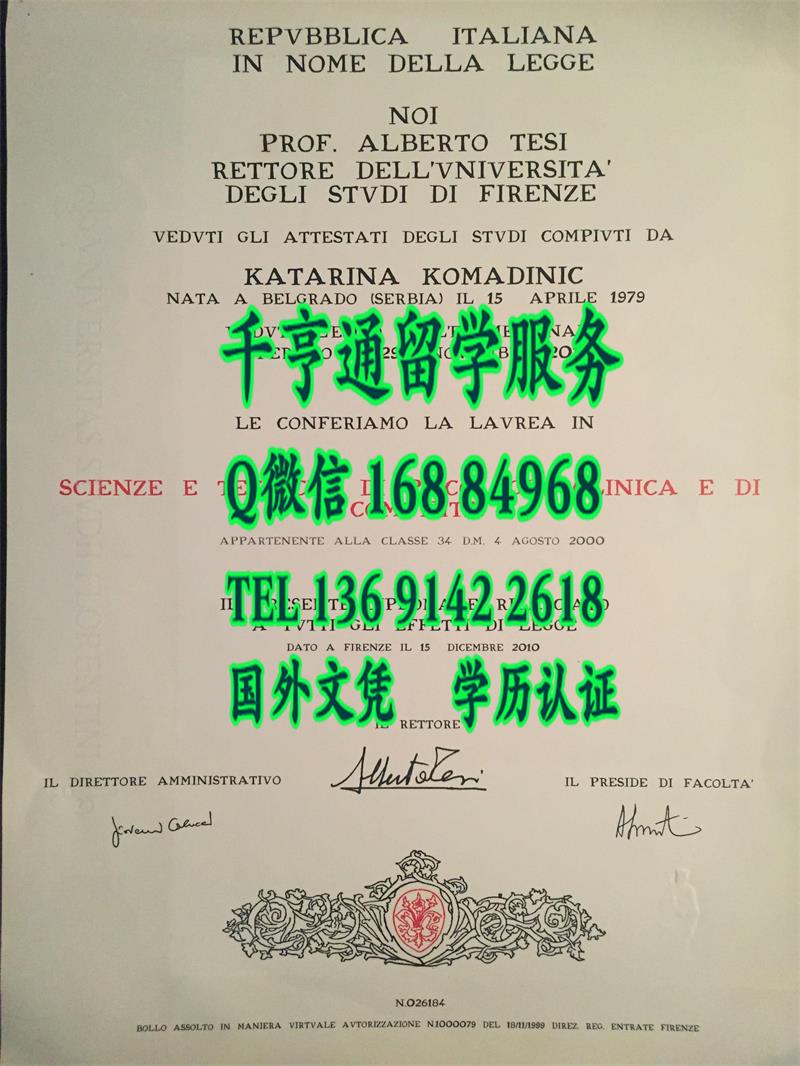 REPVBBLICA ITALIANA
IN NOME DELLA LEGGE
NOI
PROF. ALBERTO TESI
RETTORE DELL'VNIVERSITA'
DEGLI STVDI DI FIRENZE
VEDVTI GLI ATTESTATI DEGLI STVDI COMPIVTI DA
KATARINA KOMADINIC
NATA A BELGRADO (SERBIA) IL 15 APRILE 1979
千亨通留学服务
LE CONFERIAMO LA LAVREA IN
Q微信 168 84968
SCIENZE E DI
APPARTENENTE ALLA CLASSE 34 D.M. 4 AGOSTO 2000
TEL 136 9142 2618
A TVTTI GLI EFFETTI DI LEGGE
DATO A FIRENZE IL 15 DICEMBRE 2010
国外文凭 学历认证
IL RETTORE
IL DIRETTORE AMMINISTRATIVO
IL PRESIDE DI FACOLTA'
N.026184
BOLLO ASSOLTO IN MANIERA VIRTVALE AVTORIZZAZIONE N.1000079 DEL 18/11/1999 DIREZ. REG. ENTRATE FIRENZE